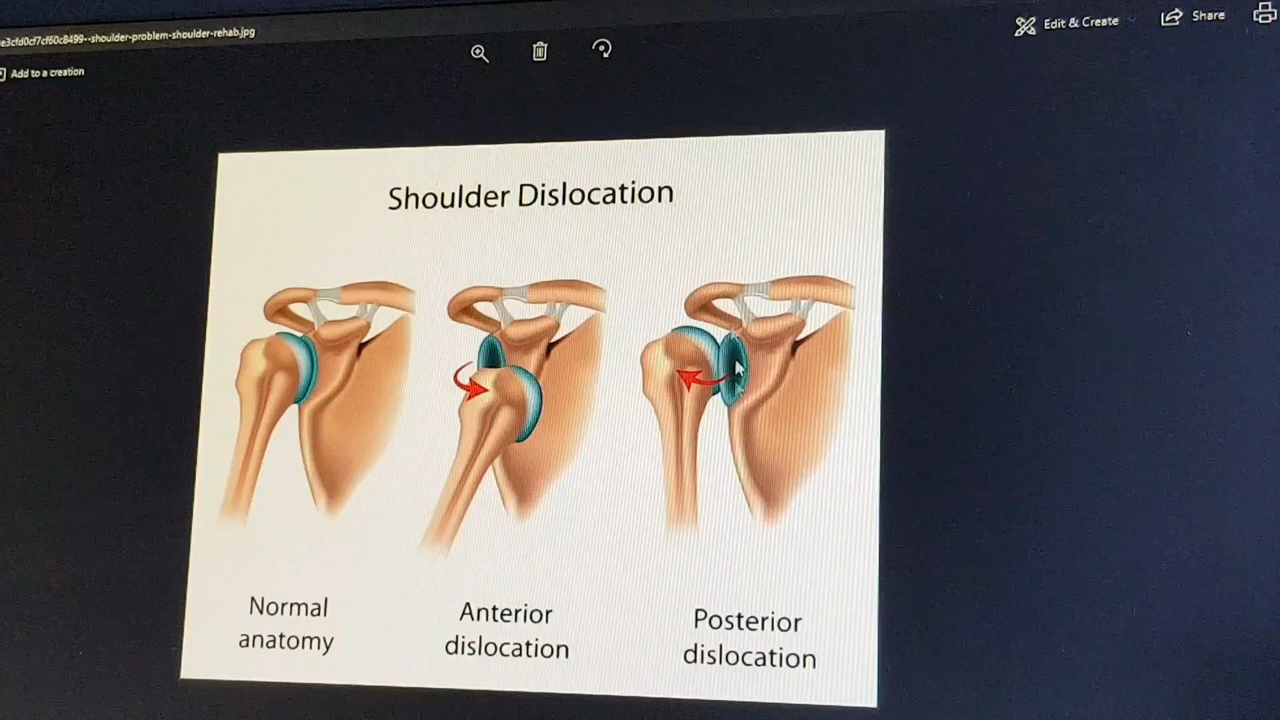 e3cfd0cf7cf60c8499--shoulder-problem-shoulder-rehab.jpg
Edit & Create
Share
Add to a creation
Shoulder Dislocation
Normal
anatomy
Anterior
dislocation
Posterior
dislocation